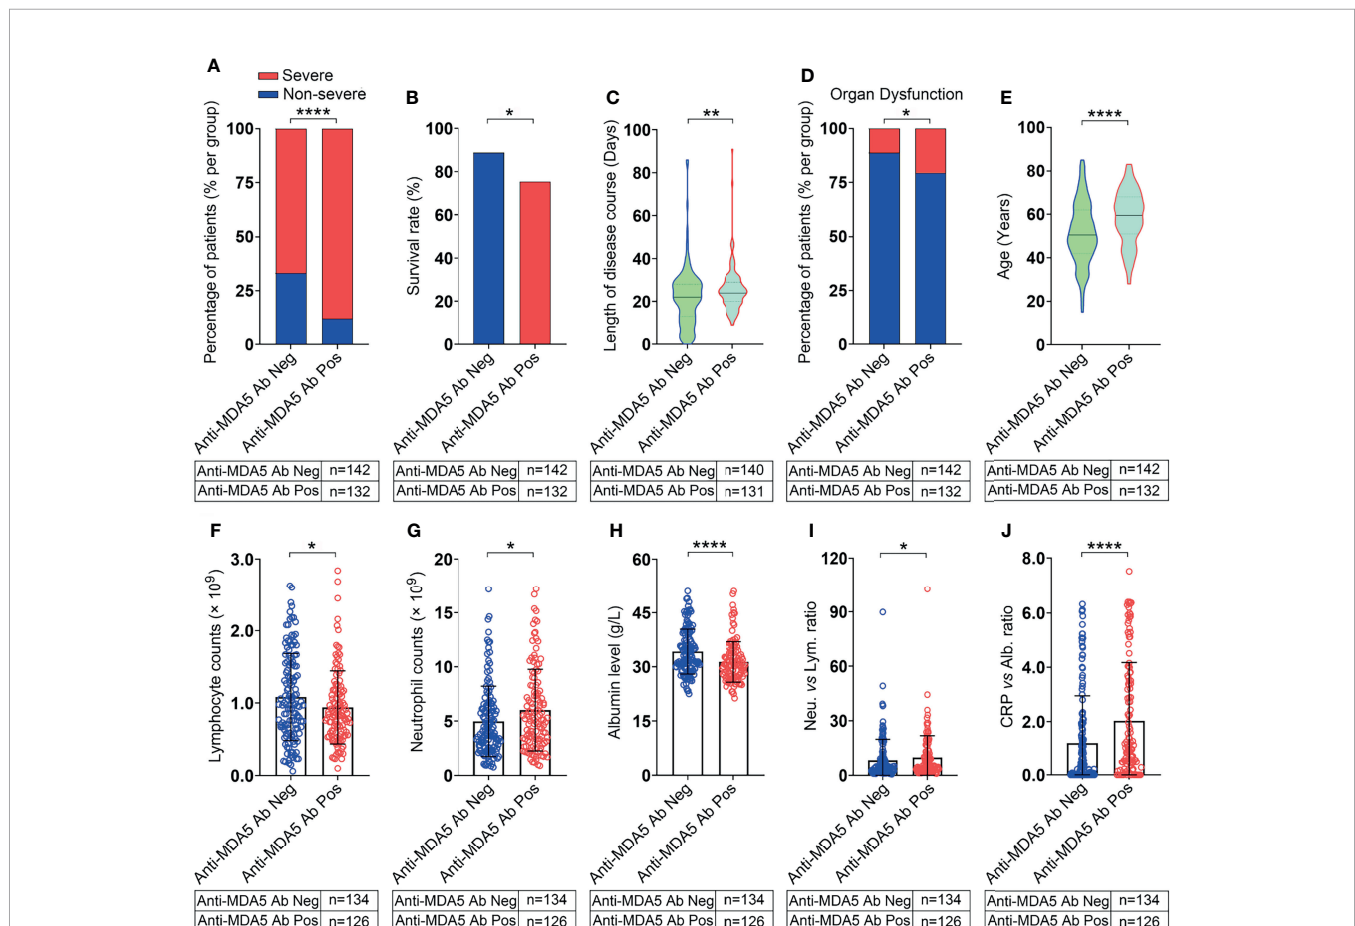 A
Severe
Non-severe
****
Percentage of patients (% per group)
100
75
50
25
0
Anti-MDA5 Ab Neg
Anti-MDA5 Ab Pos
Anti-MDA5 Ab Neg n=142
Anti-MDA5 Ab Pos n=132
B
*
Survival rate (%)
100
80
60
40
20
0
Anti-MDA5 Ab Neg
Anti-MDA5 Ab Pos
Anti-MDA5 Ab Neg n=142
Anti-MDA5 Ab Pos n=132
C
**
Length of disease course (Days)
100
80
60
40
20
0
Anti-MDA5 Ab Neg
Anti-MDA5 Ab Pos
Anti-MDA5 Ab Neg n=140
Anti-MDA5 Ab Pos n=131
D
Organ Dysfunction
*
Percentage of patients (% per group)
100
75
50
25
0
Anti-MDA5 Ab Neg
Anti-MDA5 Ab Pos
Anti-MDA5 Ab Neg n=142
Anti-MDA5 Ab Pos n=132
E
****
Age (Years)
100
80
60
40
20
0
Anti-MDA5 Ab Neg
Anti-MDA5 Ab Pos
Anti-MDA5 Ab Neg n=142
Anti-MDA5 Ab Pos n=132
F
*
Lymphocyte counts (× 10⁹)
3.0
2.0
1.0
0.0
Anti-MDA5 Ab Neg
Anti-MDA5 Ab Pos
Anti-MDA5 Ab Neg n=134
Anti-MDA5 Ab Pos n=126
G
*
Neutrophil counts (× 10⁹)
20
15
10
5
0
Anti-MDA5 Ab Neg
Anti-MDA5 Ab Pos
Anti-MDA5 Ab Neg n=134
Anti-MDA5 Ab Pos n=126
H
****
Albumin level (g/L)
60
45
30
15
0
Anti-MDA5 Ab Neg
Anti-MDA5 Ab Pos
Anti-MDA5 Ab Neg n=134
Anti-MDA5 Ab Pos n=126
I
*
Neu. vs Lym. ratio
120
90
60
30
0
Anti-MDA5 Ab Neg
Anti-MDA5 Ab Pos
Anti-MDA5 Ab Neg n=134
Anti-MDA5 Ab Pos n=126
J
****
CRP vs Alb. ratio
8.0
6.0
4.0
2.0
0.0
Anti-MDA5 Ab Neg
Anti-MDA5 Ab Pos
Anti-MDA5 Ab Neg n=134
Anti-MDA5 Ab Pos n=126